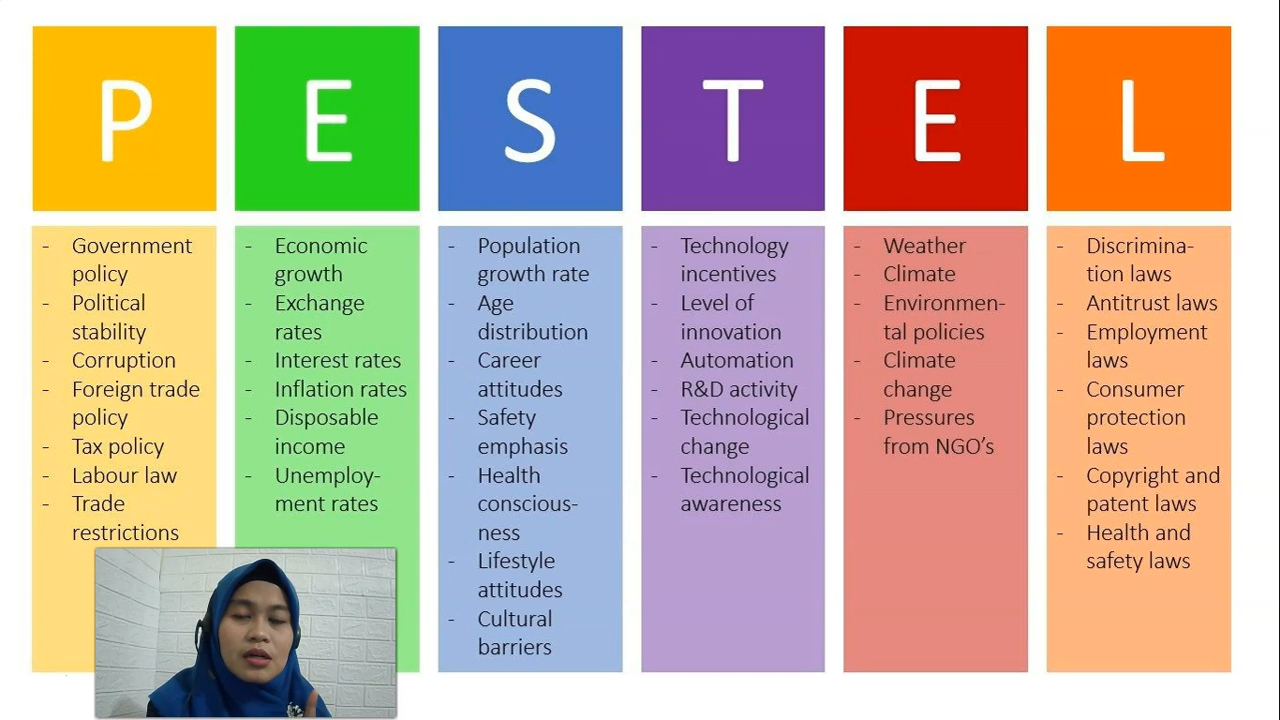 P
E
S
T
E
L
- Government
policy
- Political
stability
- Corruption
- Foreign trade
policy
- Tax policy
- Labour law
- Trade
restrictions
- Economic
growth
- Exchange
rates
- Interest rates
- Inflation rates
- Disposable
income
- Unemploy-
ment rates
- Population
growth rate
- Age
distribution
- Career
attitudes
- Safety
emphasis
- Health
conscious-
ness
- Lifestyle
attitudes
- Cultural
barriers
- Technology
incentives
- Level of
innovation
- Automation
- R&D activity
- Technological
change
- Technological
awareness
- Weather
- Climate
- Environmen-
tal policies
- Climate
change
- Pressures
from NGO’s
- Discrimina-
tion laws
- Antitrust laws
- Employment
laws
- Consumer
protection
laws
- Copyright and
patent laws
- Health and
safety laws